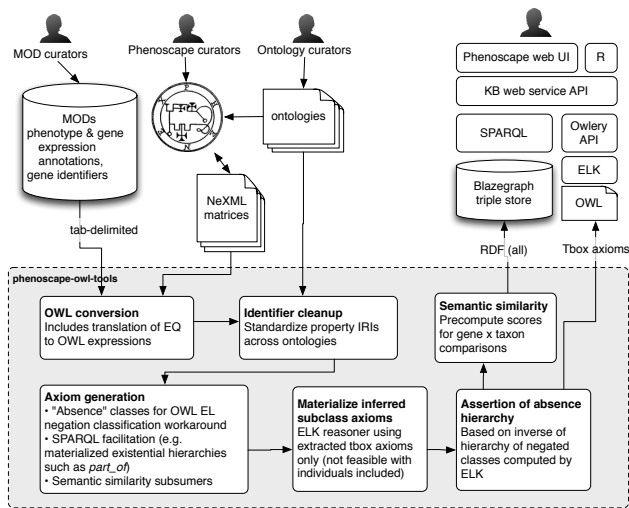 MOD curators
Phenoscape curators
Ontology curators
MODs
phenotype & gene
expression
annotations,
gene identifiers
ontologies
NeXML
matrices
tab-delimited
Phenoscape web UI
R
KB web service API
SPARQL
Owlery
API
ELK
OWL
Blazegraph
triple store
RDF (all)
Tbox axioms
phenoscape-owl-tools
OWL conversion
Includes translation of EQ
to OWL expressions
Identifier cleanup
Standardize property IRIs
across ontologies
Semantic similarity
Precompute scores
for gene x taxon
comparisons
Axiom generation
• "Absence" classes for OWL EL
negation classification
workaround
• SPARQL facilitation (e.g.
materialized existential hierarchies
such as part_of)
• Semantic similarity subsumers
Materialize inferred
subclass axioms
ELK reasoner using
extracted tbox axioms
only (not feasible with
individuals included)
Assertion of absence
hierarchy
Based on inverse of
hierarchy of negated
classes computed by
ELK